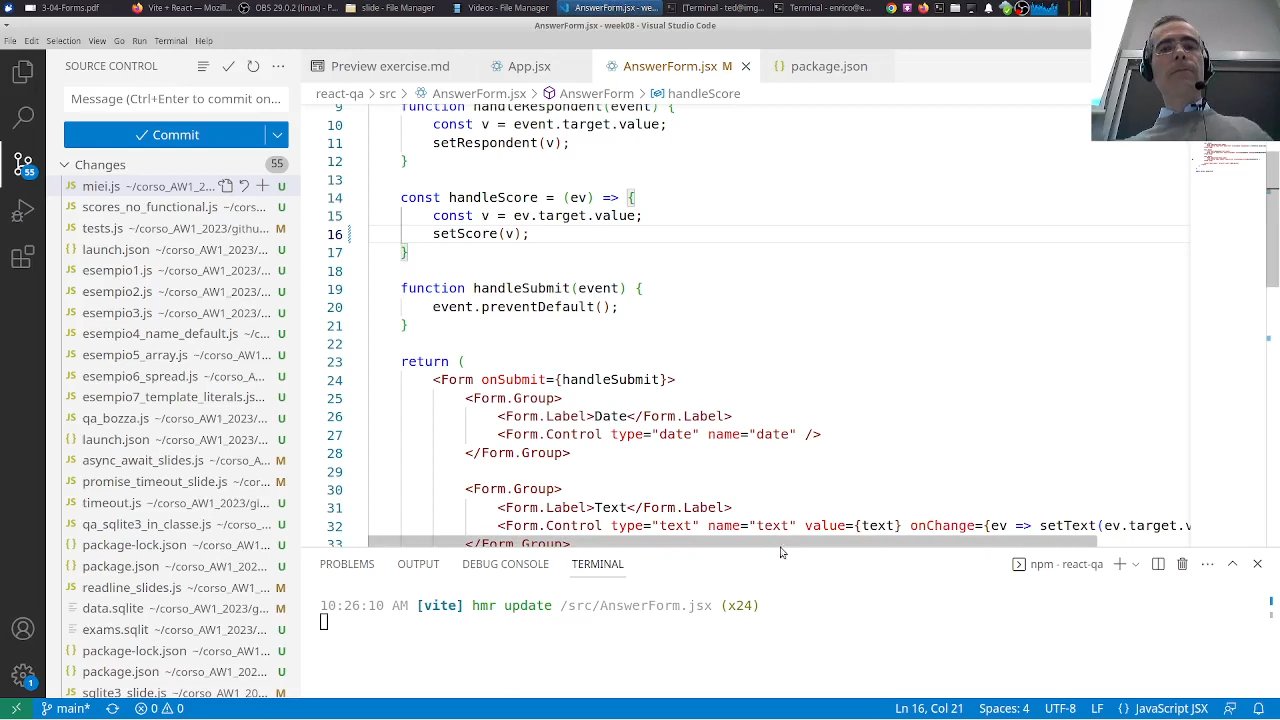 3-04-Forms.pdf
Vite + React — Mozil...
OBS 29.0.2 (64-bit) - ...
slide - File Manager
Videos - File Manager
AnswerForm.jsx - we...
[Terminal - ted@img...
Terminal - enrico@e...
AnswerForm.jsx - week08 - Visual Studio Code
File Edit Selection View Go Run Terminal Help
SOURCE CONTROL
Preview exercise.md
App.jsx
AnswerForm.jsx M
package.json
Message (Ctrl+Enter to commit on...
react-qa > src > AnswerForm.jsx > AnswerForm > handleScore
Commit
Changes 55
miei.js ~/corso_AW1_2... U
scores_no_functional.js ~/cors... U
tests.js ~/corso_AW1_2023/githu... M
launch.json ~/corso_AW1_2023/... U
esempio1.js ~/corso_AW1_2023/... U
esempio2.js ~/corso_AW1_2023/... U
esempio3.js ~/corso_AW1_2023/... U
esempio4_name_default.js ~/c... U
esempio5_array.js ~/corso_AW1... U
esempio6_spread.js ~/corso_AW... U
esempio7_template_literals.js... U
qa_bozza.js ~/corso_AW1_2023/... U
launch.json ~/corso_AW1_2023/... U
async_await_slides.js ~/corso_A... M
promise_timeout_slide.js ~/cor... M
timeout.js ~/corso_AW1_2023/gi... U
qa_sqlite3_in_classe.js ~/corso_... U
package-lock.json ~/corso_AW1... U
package.json ~/corso_AW1_202... U
readline_slides.js ~/corso_AW1... M
data.sqlite ~/corso_AW1_2023/g... M
exams.sqlit ~/corso_AW1_2023/... U
package-lock.json ~/corso_AW1... U
package.json ~/corso_AW1_202... U
sqlite3_slide.js ~/corso_AW1_20... M
55
1
9 function handleRespondent(event) {
10 const v = event.target.value;
11 setRespondent(v);
12 }
13
14 const handleScore = (ev) => {
15 const v = ev.target.value;
16 setScore(v);
17 }
18
19 function handleSubmit(event) {
20 event.preventDefault();
21 }
22
23 return (
24 <Form onSubmit={handleSubmit}>
25 <Form.Group>
26 <Form.Label>Date</Form.Label>
27 <Form.Control type="date" name="date" />
28 </Form.Group>
29
30 <Form.Group>
31 <Form.Label>Text</Form.Label>
32 <Form.Control type="text" name="text" value={text} onChange={ev => setText(ev.target.v
33 </Form.Group>
PROBLEMS OUTPUT DEBUG CONSOLE TERMINAL
npm - react-qa
10:26:10 AM [vite] hmr update /src/AnswerForm.jsx (x24)
main* 0 0
Ln 16, Col 21 Spaces: 4 UTF-8 LF {} JavaScript JSX